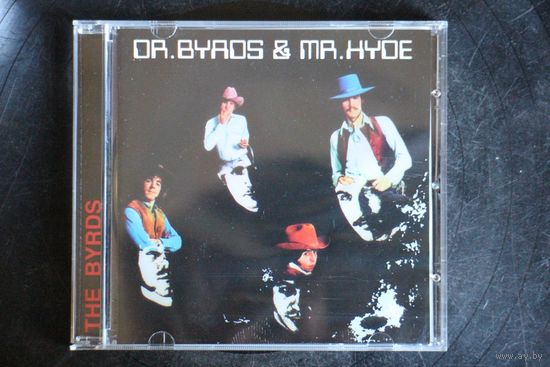 DR. BYRDS & MR. HYDE
THE BYRDS
www.ay.by